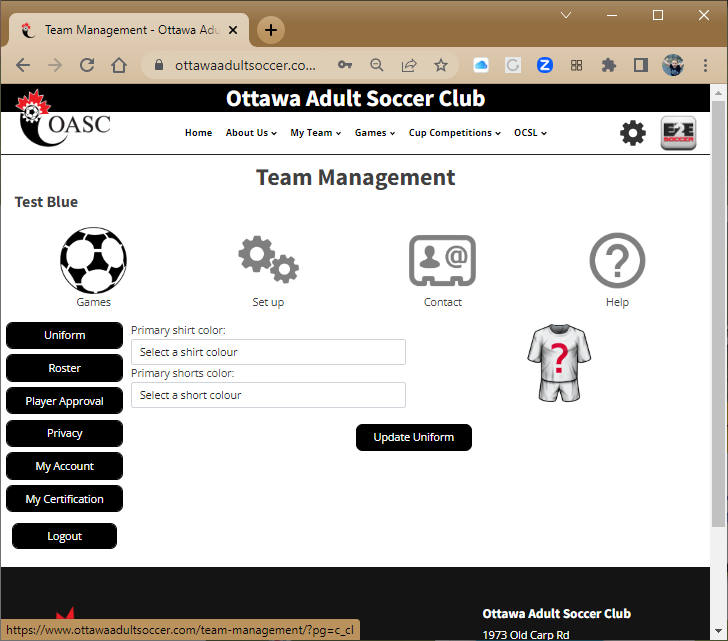 Team Management - Ottawa Adu
ottawaadultsoccer.co...
Ottawa Adult Soccer Club
OASC
Home About Us My Team Games Cup Competitions OCSL
E2E
SOCCER
Team Management
Test Blue
@
?
Games Set up Contact Help
Uniform
Roster
Player Approval
Privacy
My Account
My Certification
Logout
Primary shirt color:
Select a shirt colour
Primary shorts color:
Select a short colour
?
Update Uniform
Ottawa Adult Soccer Club
1973 Old Carp Rd
https://www.ottawaadultsoccer.com/team-management/?pg=c_cl